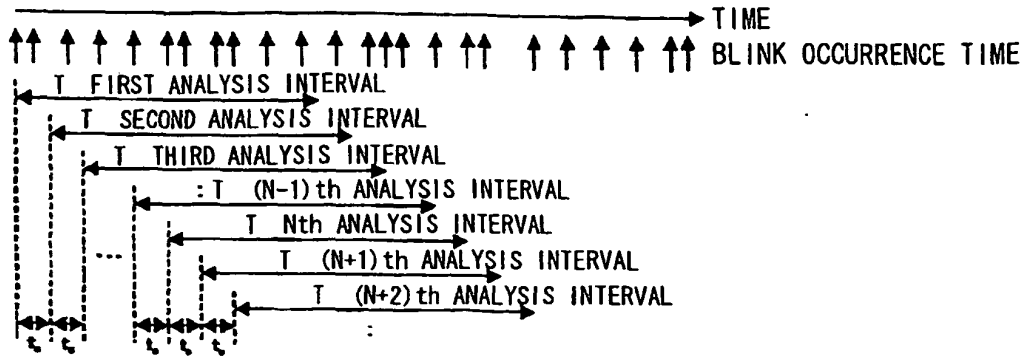 TIME
BLINK OCCURRENCE TIME
T FIRST ANALYSIS INTERVAL
T SECOND ANALYSIS INTERVAL
T THIRD ANALYSIS INTERVAL
: T (N-1)th ANALYSIS INTERVAL
T Nth ANALYSIS INTERVAL
... T (N+1)th ANALYSIS INTERVAL
T (N+2)th ANALYSIS INTERVAL
: